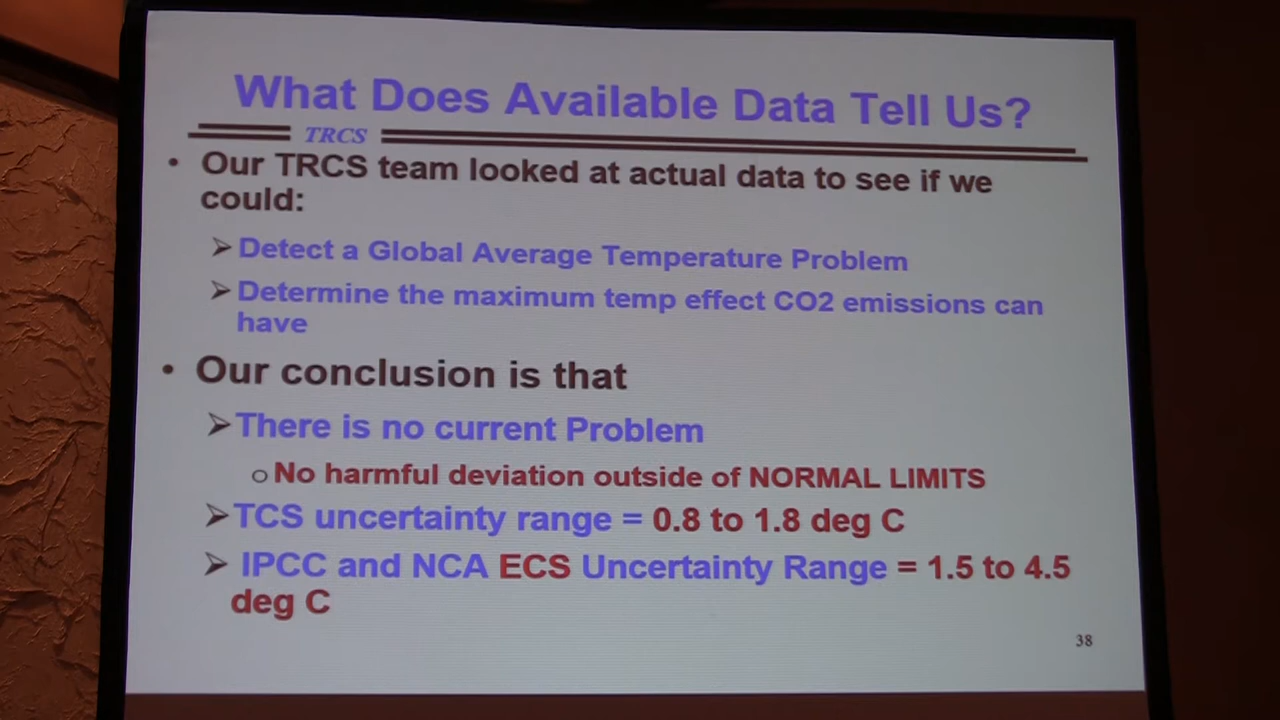 What Does Available Data Tell Us?
TRCS
• Our TRCS team looked at actual data to see if we
could:
➢ Detect a Global Average Temperature Problem
➢ Determine the maximum temp effect CO2 emissions can
have
• Our conclusion is that
➢ There is no current Problem
o No harmful deviation outside of NORMAL LIMITS
➢ TCS uncertainty range = 0.8 to 1.8 deg C
➢ IPCC and NCA ECS Uncertainty Range = 1.5 to 4.5
deg C
38